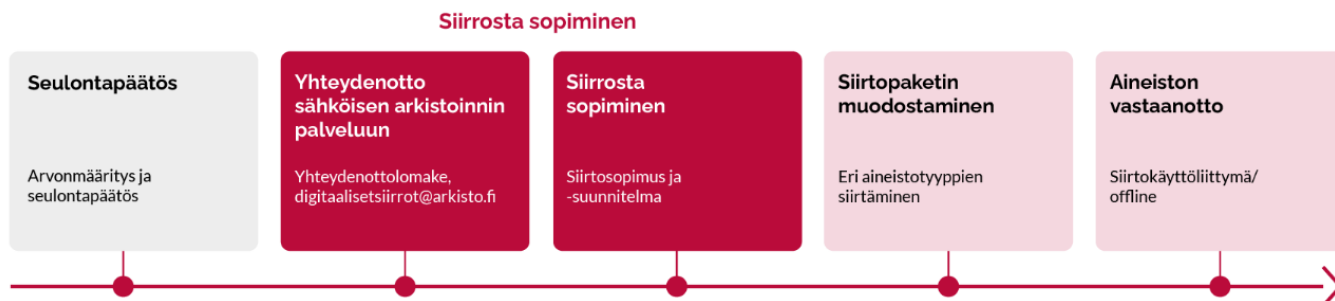 Siirrosta sopiminen
Seulontapäätös
Arvonmääritys ja
seulontapäätös
Yhteydenotto
sähköisen arkistoinnin
palveluun
Yhteydenottolomake,
digitaalisetsiirrot@arkisto.fi
Siirrosta
sopiminen
Siirtosopimus ja
-suunnitelma
Siirtopaketin
muodostaminen
Eri aineistotyyppien
siirtäminen
Aineiston
vastaanotto
Siirtokäyttöliittymä/
offline